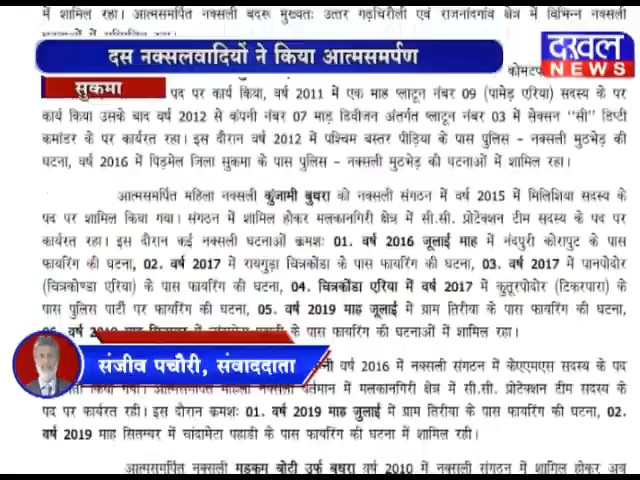 में शामिल रहा। आत्मसमर्पित नक्सली बदरू मुख्यतः उत्तर गढ़चिरौली एवं राजनांदगांव क्षेत्र में विभिन्न नक्सली
दस नक्सलवादियों ने किया आत्मसमर्पण
दख़ल
NEWS
सुकमा
पद पर कार्य किया, वर्ष 2011 में एक माह प्लाटून नंबर 09 (पामेड़ एरिया) सदस्य के पर
कार्य किया उसके बाद वर्ष 2012 से कंपनी नंबर 07 माड़ डिवीजन अंतर्गत प्लाटून नंबर 03 में सेक्सन "सी" डिप्टी
कमांडर के पर कार्यरत रहा। इस दौरान वर्ष 2012 में पश्चिम बस्तर पीड़िया के पास पुलिस - नक्सली मुठभेड़ की
घटना, वर्ष 2016 में पिड़मेल जिला सुकमा के पास पुलिस - नक्सली मुठभेड़ की घटनाओं में शामिल रहा।
आत्मसमर्पित महिला नक्सली कुंजामी बुधरा को नक्सली संगठन में वर्ष 2015 में मिलिशिया सदस्य के
पद पर शामिल किया गया। संगठन में शामिल होकर मलकानगिरी क्षेत्र में सी.सी. प्रोटेक्शन टीम सदस्य के पद पर
कार्यरत रहा। इस दौरान कई नक्सली घटनाओं क्रमशः 01. वर्ष 2016 जूलाई माह में नंदपुरी कोरापुट के पास
फायरिंग की घटना, 02. वर्ष 2017 में रायगुड़ा चित्रकोंडा के पास फायरिंग की घटना, 03. वर्ष 2017 में पानपोदोर
(चित्रकोण्डा एरिया) के पास फायरिंग की घटना, 04. चित्रकोंडा एरिया में वर्ष 2017 में कुतूरपोदोर (टिकरपारा) के
पास पुलिस पार्टी पर फायरिंग की घटना, 05. वर्ष 2019 माह जूलाई में ग्राम तिरीया के पास फायरिंग की घटना,
के पास फायरिंग की घटनाओं में शामिल रहा।
संजीव पचौरी, संवाददाता
वर्ष 2016 में नक्सली संगठन में केएएमएस सदस्य के पद
में मलकानगिरी क्षेत्र में सी.सी. प्रोटेक्शन टीम सदस्य
के पद पर कार्यरत रही। इस दौरान क्रमशः 01. वर्ष 2019 माह जुलाई में ग्राम तिरीया के पास फायरिंग की घटना, 02.
वर्ष 2019 माह सितम्बर में चांदामेटा पहाडी के पास फायरिंग की घटना में शामिल रही।
आत्मसमर्पित नक्सली मड़कम बोटी उर्फ बुधरा वर्ष 2010 में नक्सली संगठन में शामिल होकर अब